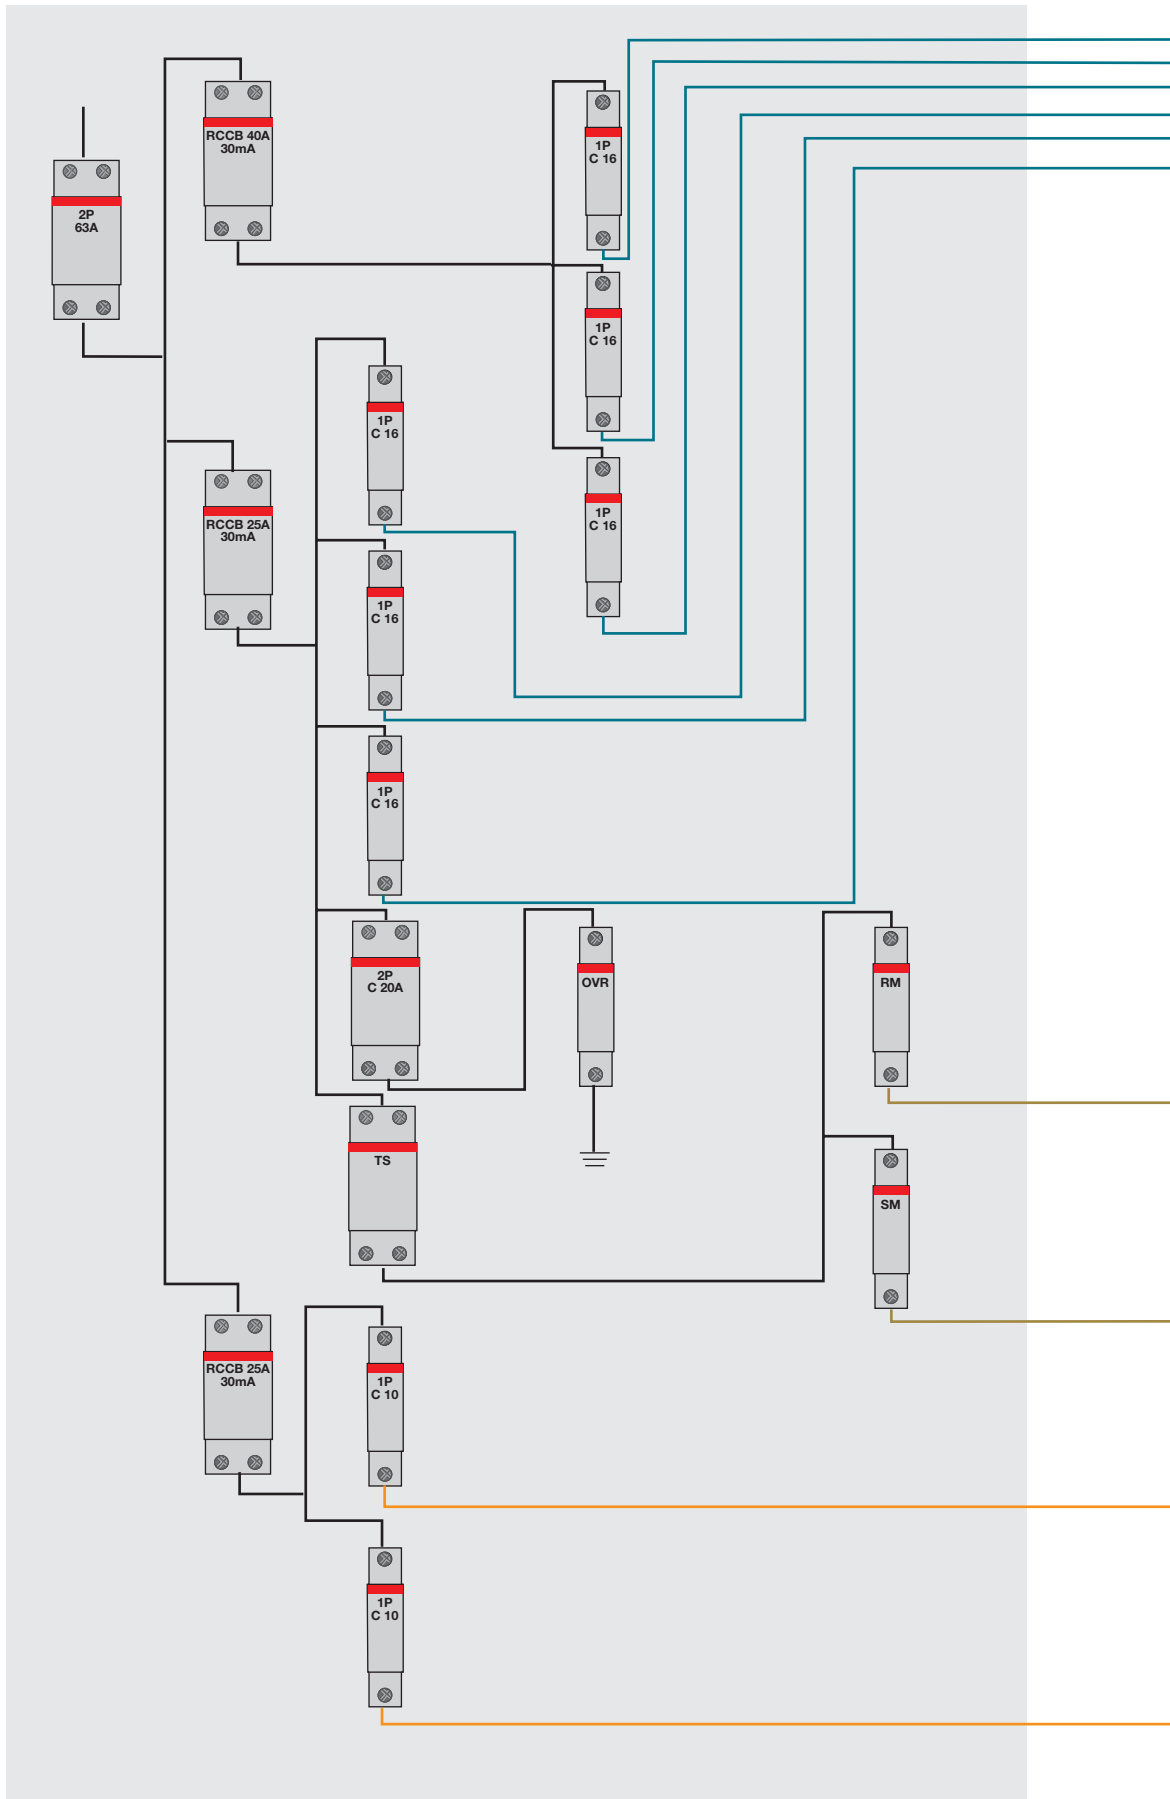 RCCB 40A
30mA
1P
C 16
2P
63A
1P
C 16
1P
C 16
RCCB 25A
30mA
1P
C 16
1P
C 16
1P
C 16
2P
C 20A
OVR
RM
TS
SM
RCCB 25A
30mA
1P
C 10
1P
C 10